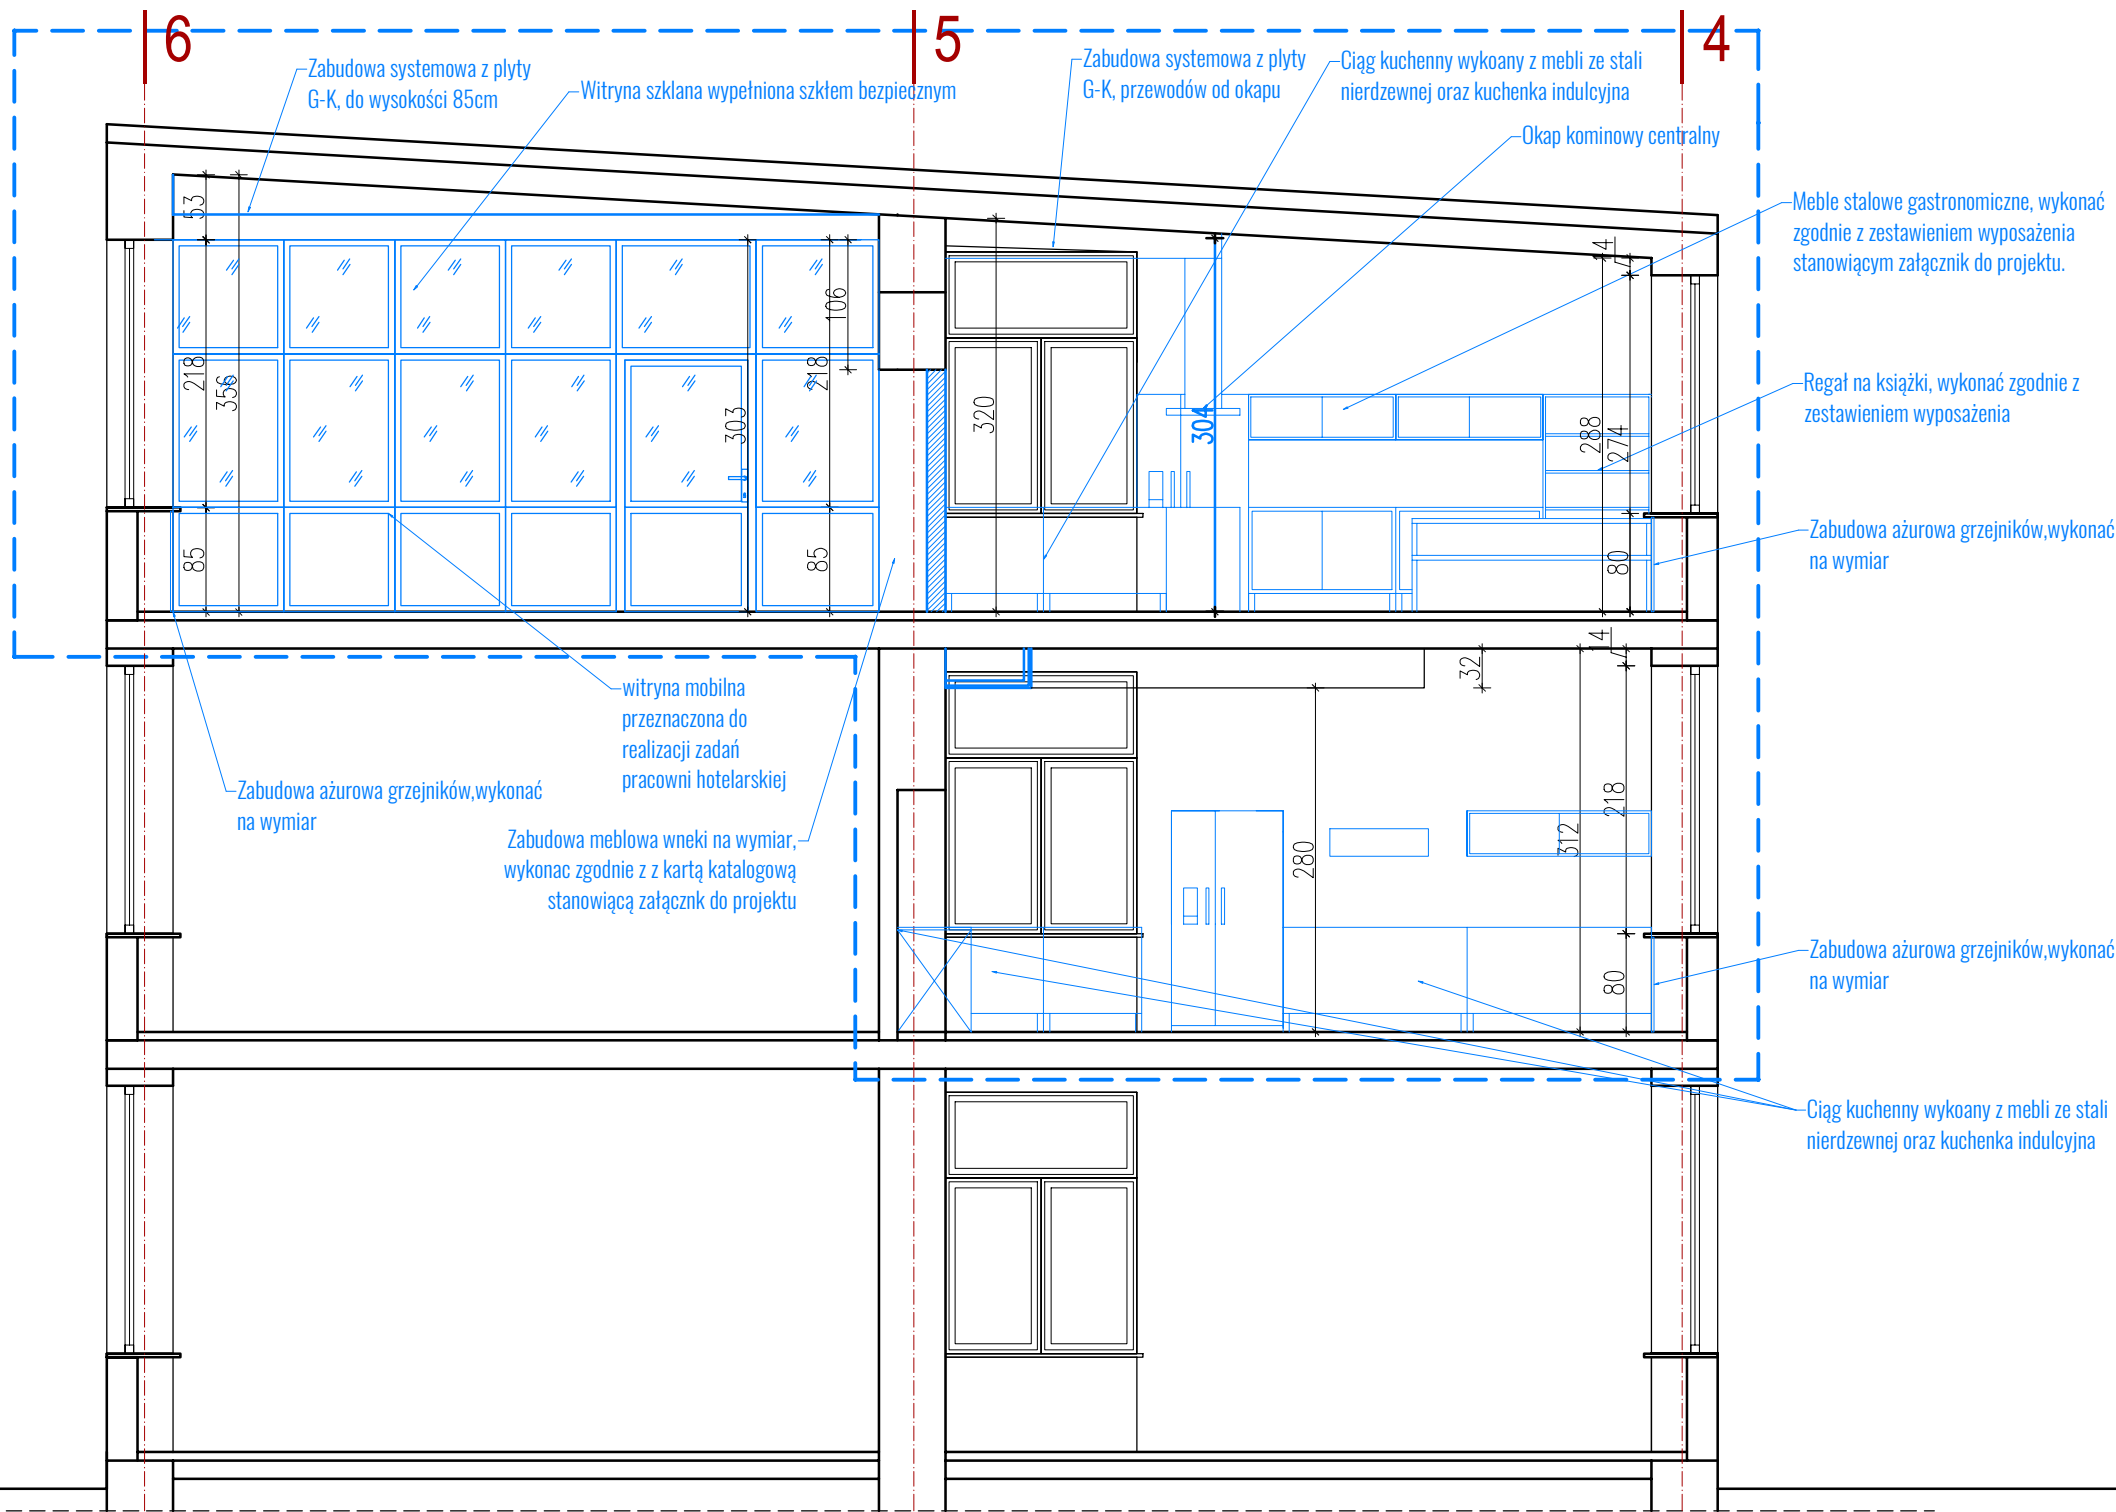 6
5
4
Zabudowa systemowa z plyty
G-K, do wysokości 85cm
Witryna szklana wypełniona szkłem bezpiecznym
Zabudowa systemowa z plyty
G-K, przewodów od okapu
Ciąg kuchenny wykoany z mebli ze stali
nierdzewnej oraz kuchenka indulcyjna
Okap kominowy centralny
Meble stalowe gastronomiczne, wykonać
zgodnie z zestawieniem wyposażenia
stanowiącym załącznik do projektu.
Regał na książki, wykonać zgodnie z
zestawieniem wyposażenia
Zabudowa ażurowa grzejników,wykonać
na wymiar
53
218
356
85
303
218
106
85
320
304
288
14
274
80
witryna mobilna
przeznaczona do
realizacji zadań
pracowni hotelarskiej
Zabudowa ażurowa grzejników,wykonać
na wymiar
Zabudowa meblowa wneki na wymiar,
wykonac zgodnie z z kartą katalogową
stanowiącą załącznk do projektu
14
32
218
312
280
80
Zabudowa ażurowa grzejników,wykonać
na wymiar
Ciąg kuchenny wykoany z mebli ze stali
nierdzewnej oraz kuchenka indulcyjna